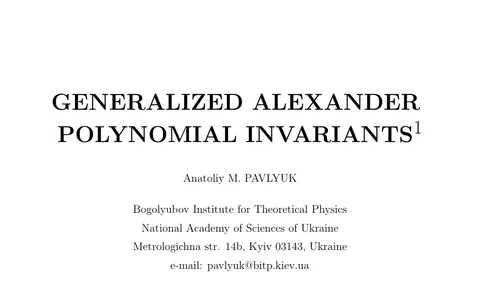 GENERALIZED ALEXANDER
POLYNOMIAL INVARIANTS¹
Anatoliy M. PAVLYUK
Bogolyubov Institute for Theoretical Physics
National Academy of Sciences of Ukraine
Metrologichna str. 14b, Kyiv 03143, Ukraine
e-mail: pavlyuk@bitp.kiev.ua